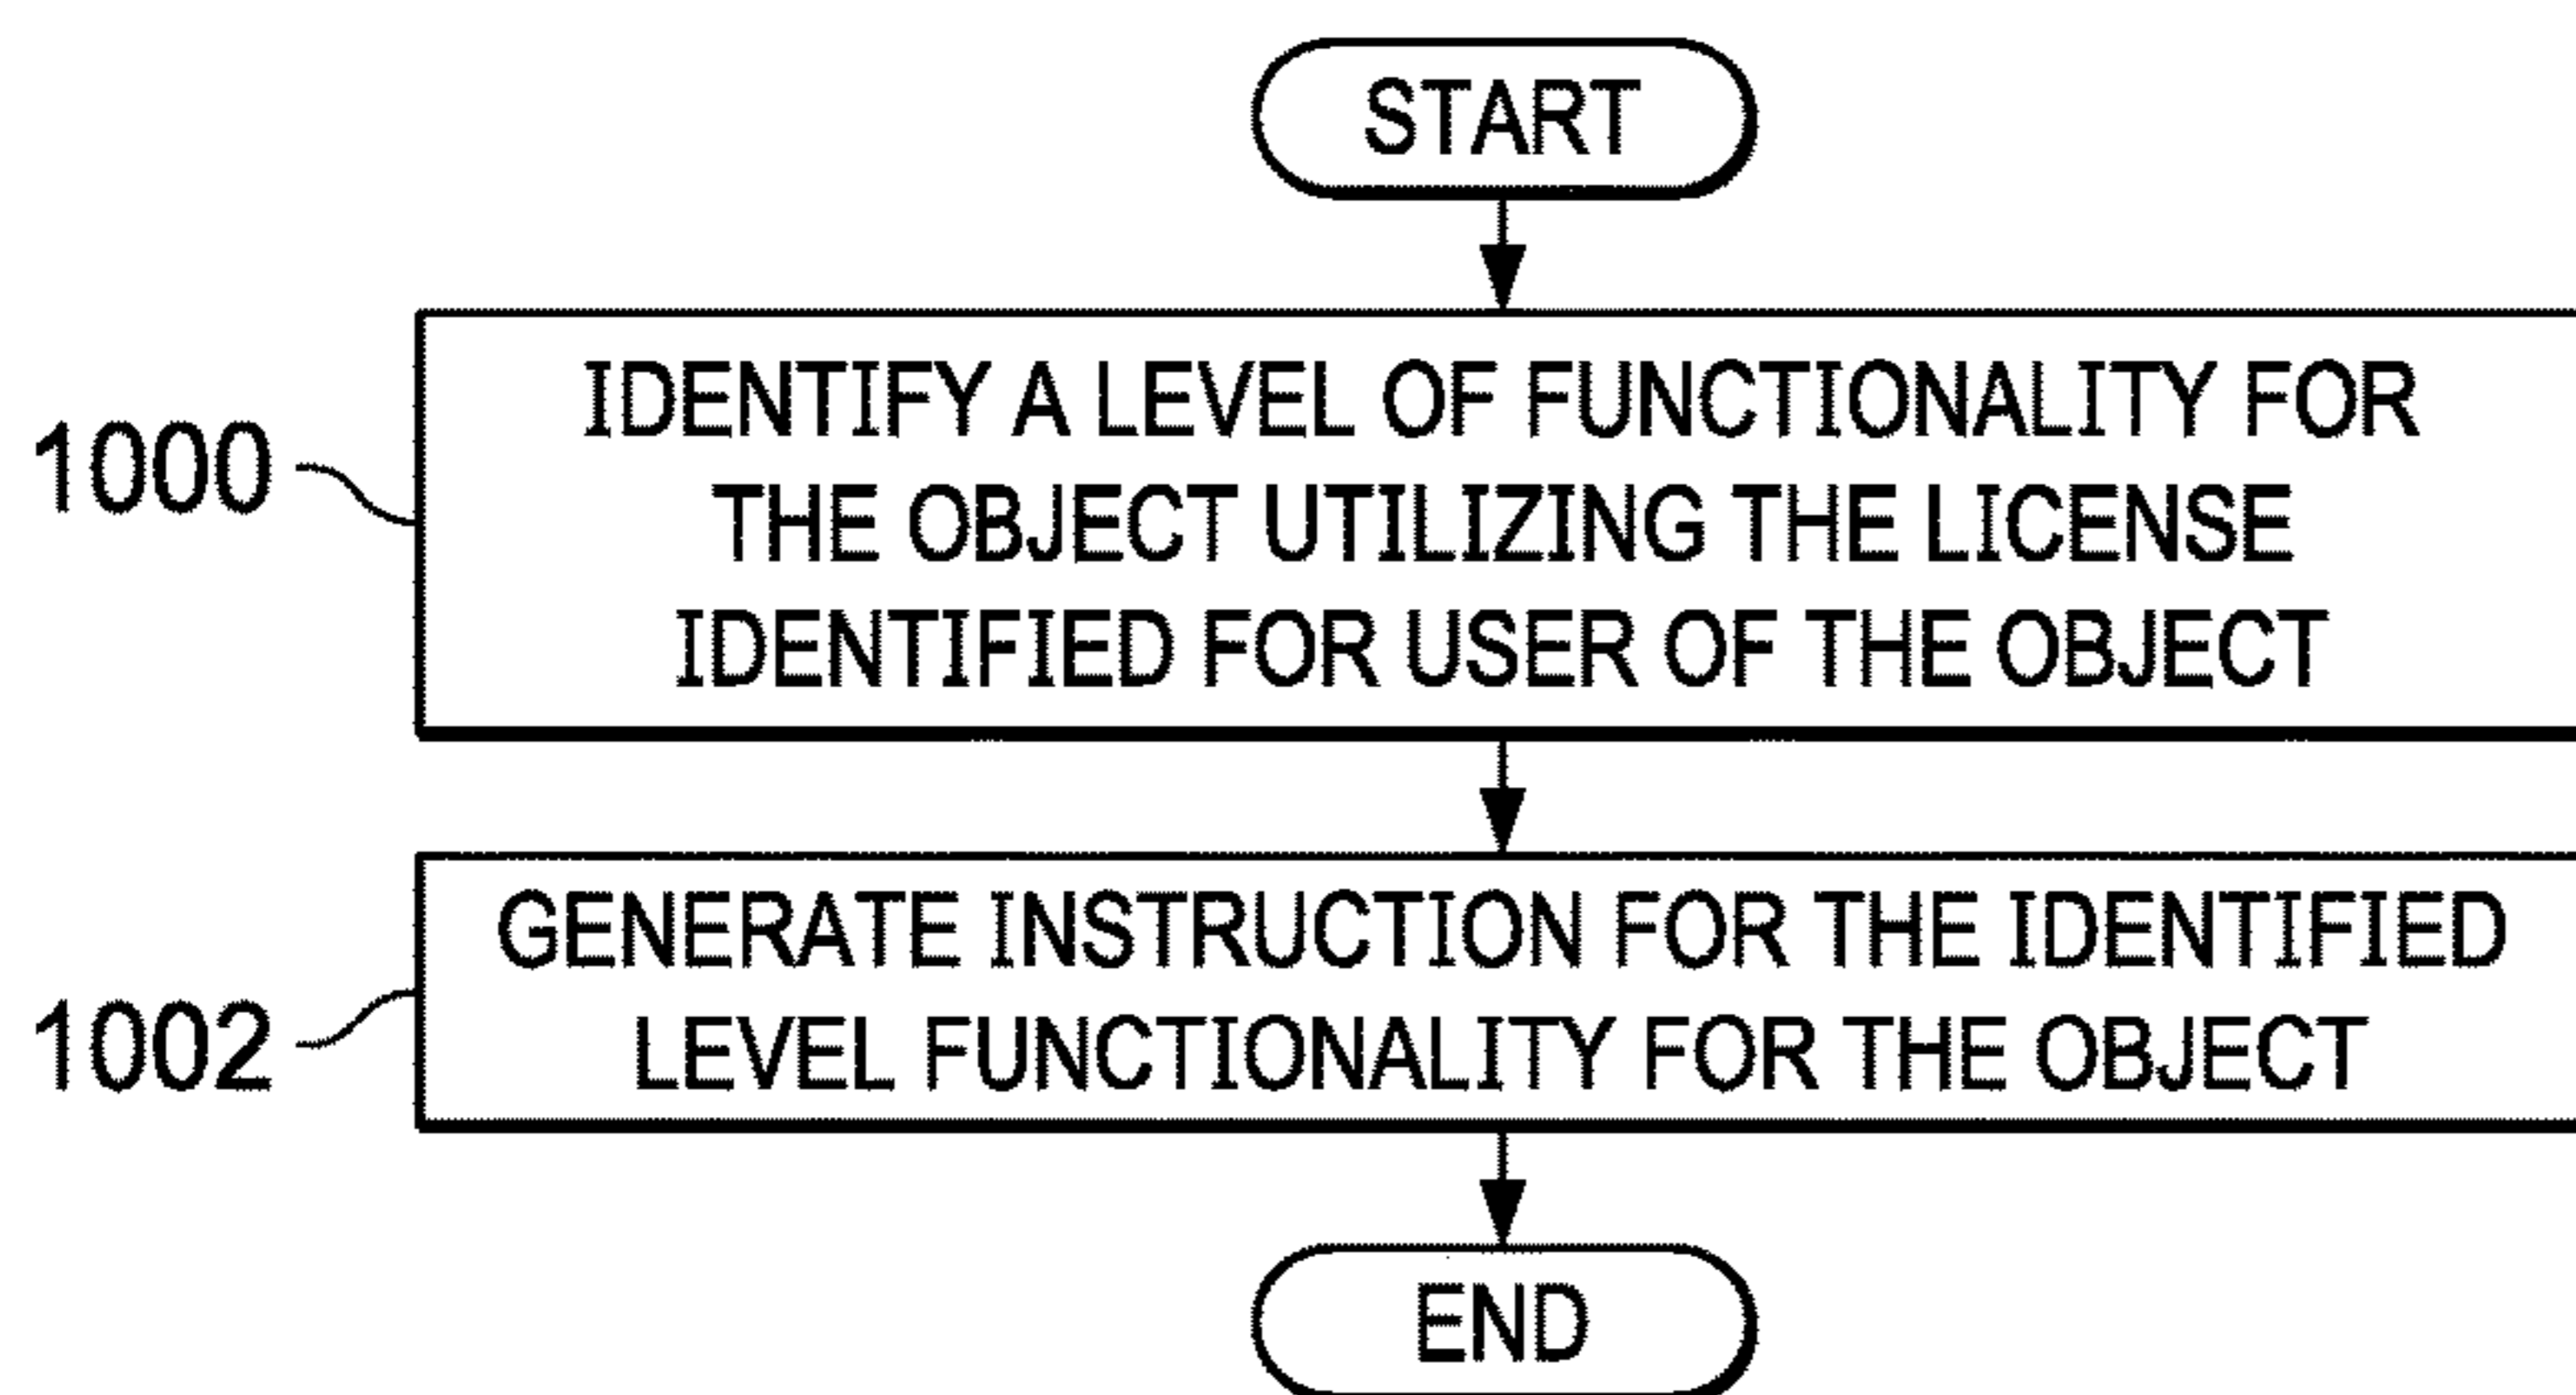 START
IDENTIFY A LEVEL OF FUNCTIONALITY FOR
THE OBJECT UTILIZING THE LICENSE
IDENTIFIED FOR USER OF THE OBJECT
1000
GENERATE INSTRUCTION FOR THE IDENTIFIED
LEVEL FUNCTIONALITY FOR THE OBJECT
1002
END